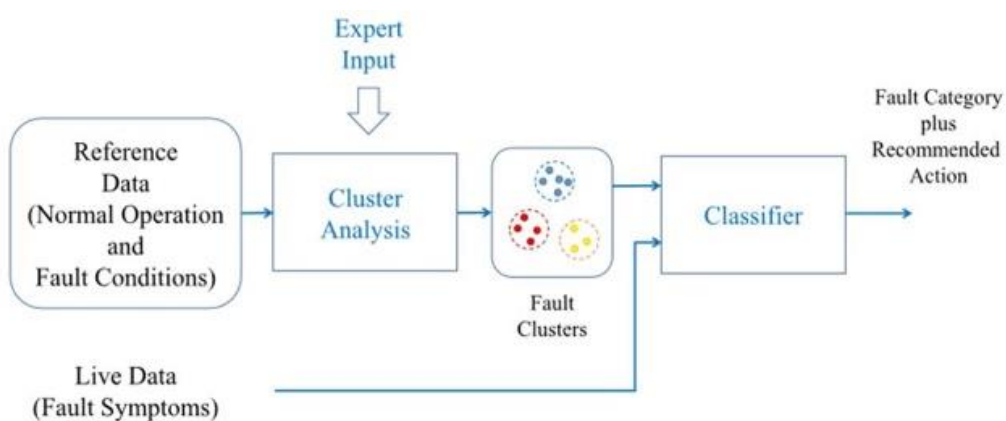 Expert
Input
Reference
Data
(Normal Operation
and
Fault Conditions)
Cluster
Analysis
Fault
Clusters
Classifier
Fault Category
plus
Recommended
Action
Live Data
(Fault Symptoms)